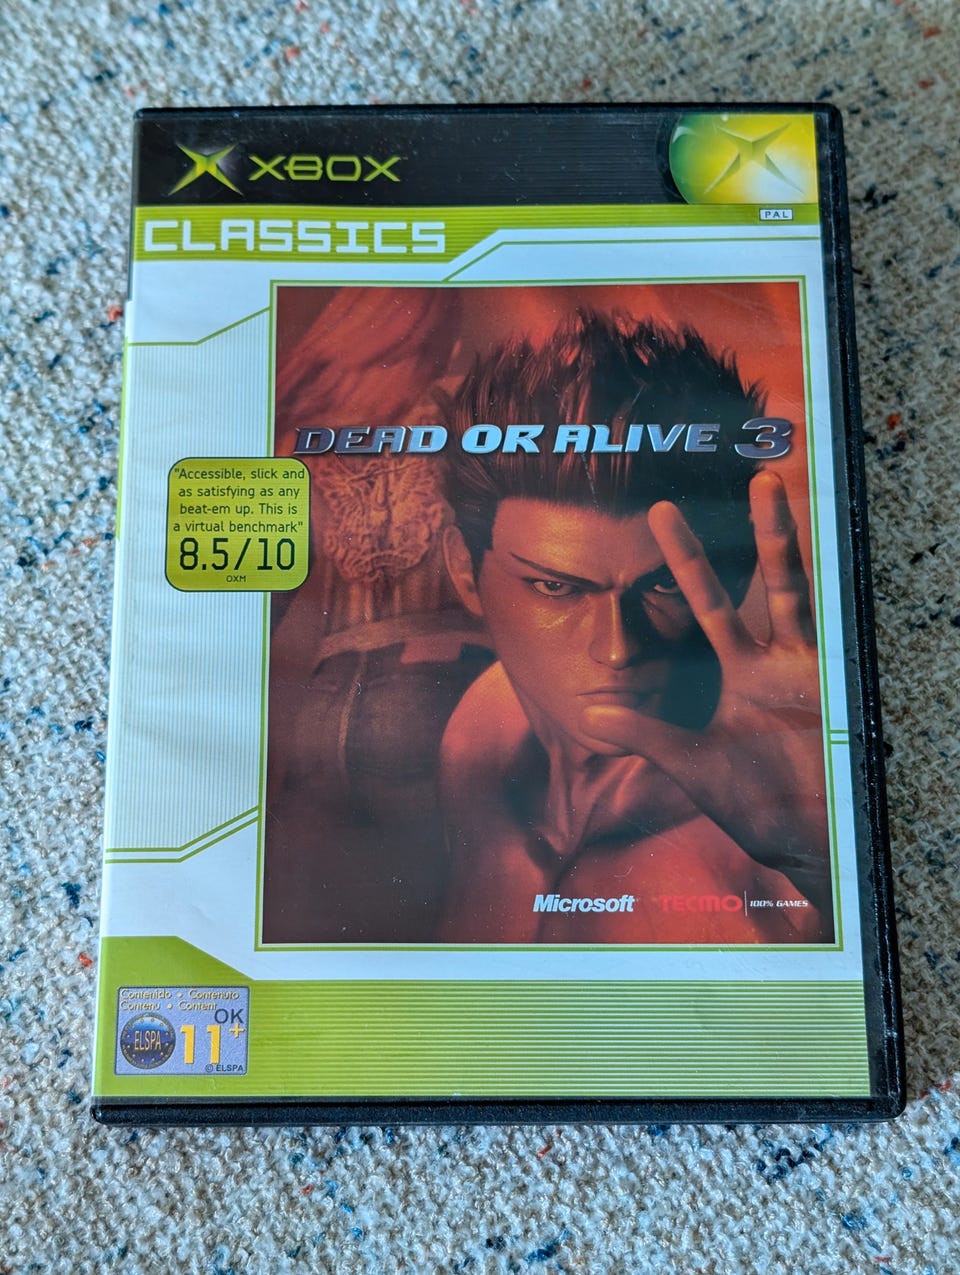 XBOX
PAL
CLASSICS
DEAD OR ALIVE 3
"Accessible, slick and
as satisfying as any
beat-em up. This is
a virtual benchmark"
8.5/10
OXM
Microsoft
TECMO 100% GAMES
Contenido • Contenuto
Contenu • Content
OK
ELSPA
11+
© ELSPA